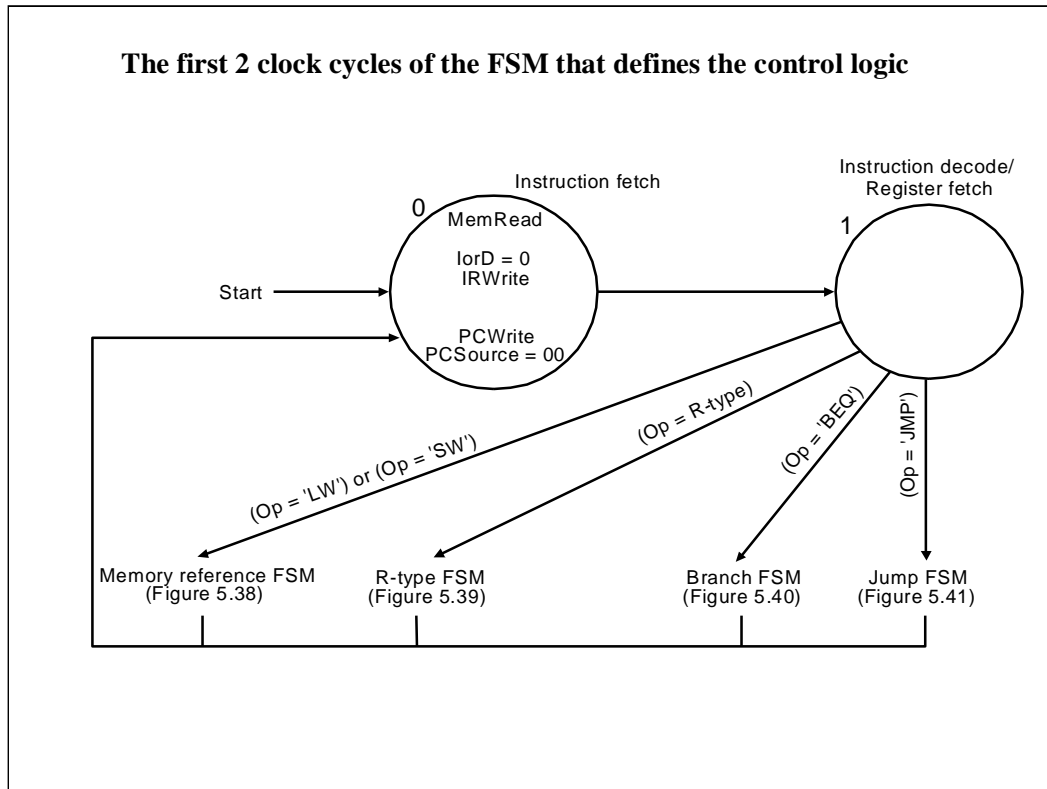 The first 2 clock cycles of the FSM that defines the control logic
Instruction decode/
Register fetch
Instruction fetch
0
MemRead
IorD = 0
IRWrite
PCWrite
PCSource = 00
1
Start
(Op = 'LW') or (Op = 'SW')
(Op = R-type)
(Op = 'BEQ')
(Op = 'JMP')
Memory reference FSM
(Figure 5.38)
R-type FSM
(Figure 5.39)
Branch FSM
(Figure 5.40)
Jump FSM
(Figure 5.41)